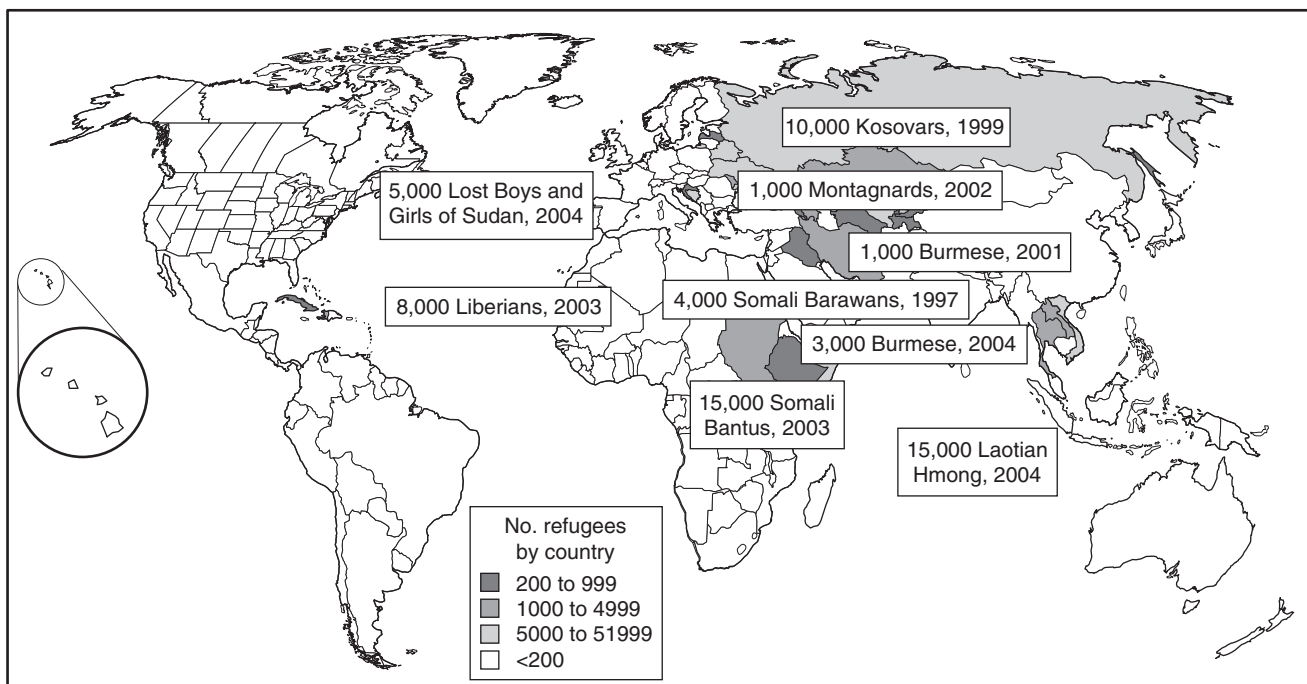 10,000 Kosovars, 1999
5,000 Lost Boys and
Girls of Sudan, 2004
1,000 Montagnards, 2002
1,000 Burmese, 2001
8,000 Liberians, 2003
4,000 Somali Barawans, 1997
3,000 Burmese, 2004
15,000 Somali
Bantus, 2003
15,000 Laotian
Hmong, 2004
No. refugees
by country
200 to 999
1000 to 4999
5000 to 51999
<200